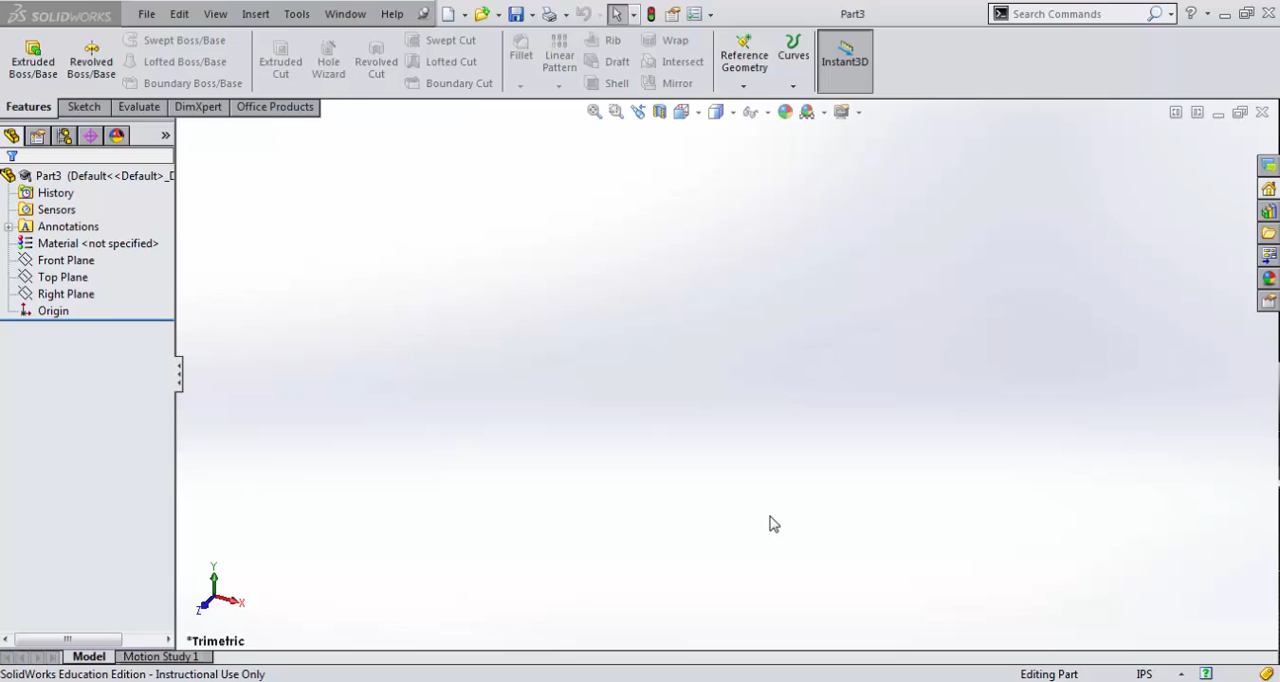 SOLIDWORKS File Edit View Insert Tools Window Help Part3 Search Commands ?
Extruded Boss/Base
Revolved Boss/Base
Swept Boss/Base
Lofted Boss/Base
Boundary Boss/Base
Extruded Cut
Hole Wizard
Revolved Cut
Swept Cut
Lofted Cut
Boundary Cut
Fillet
Linear Pattern
Rib
Draft
Shell
Wrap
Intersect
Mirror
Reference Geometry
Curves
Instant3D
Features Sketch Evaluate DimXpert Office Products
»
Part3 (Default<<Default>_D
History
Sensors
A Annotations
Material <not specified>
Front Plane
Top Plane
Right Plane
Origin
Y
X
Z
*Trimetric
Model Motion Study 1
SolidWorks Education Edition - Instructional Use Only Editing Part IPS ?